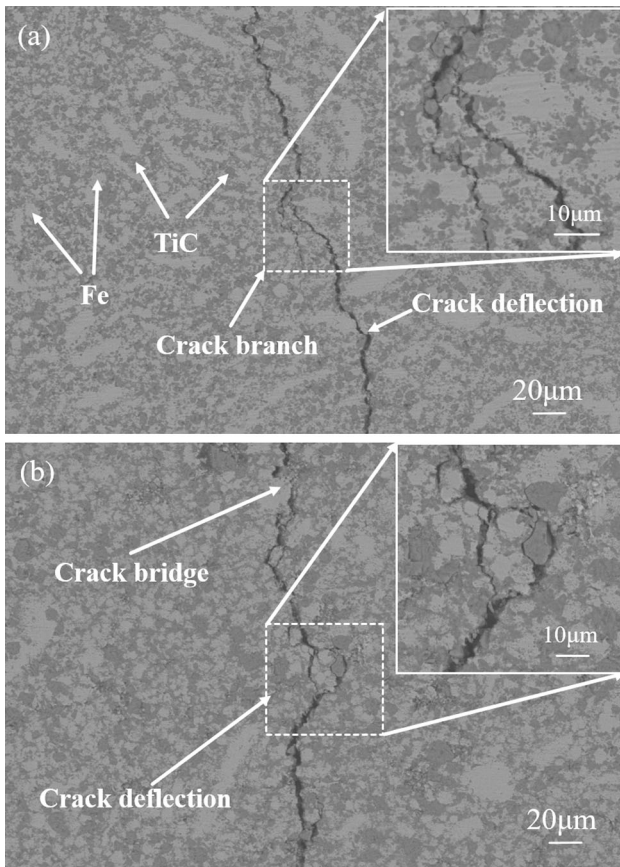 (a)
10μm
TiC
Fe
Crack deflection
Crack branch
20μm
(b)
Crack bridge
10μm
Crack deflection
20μm